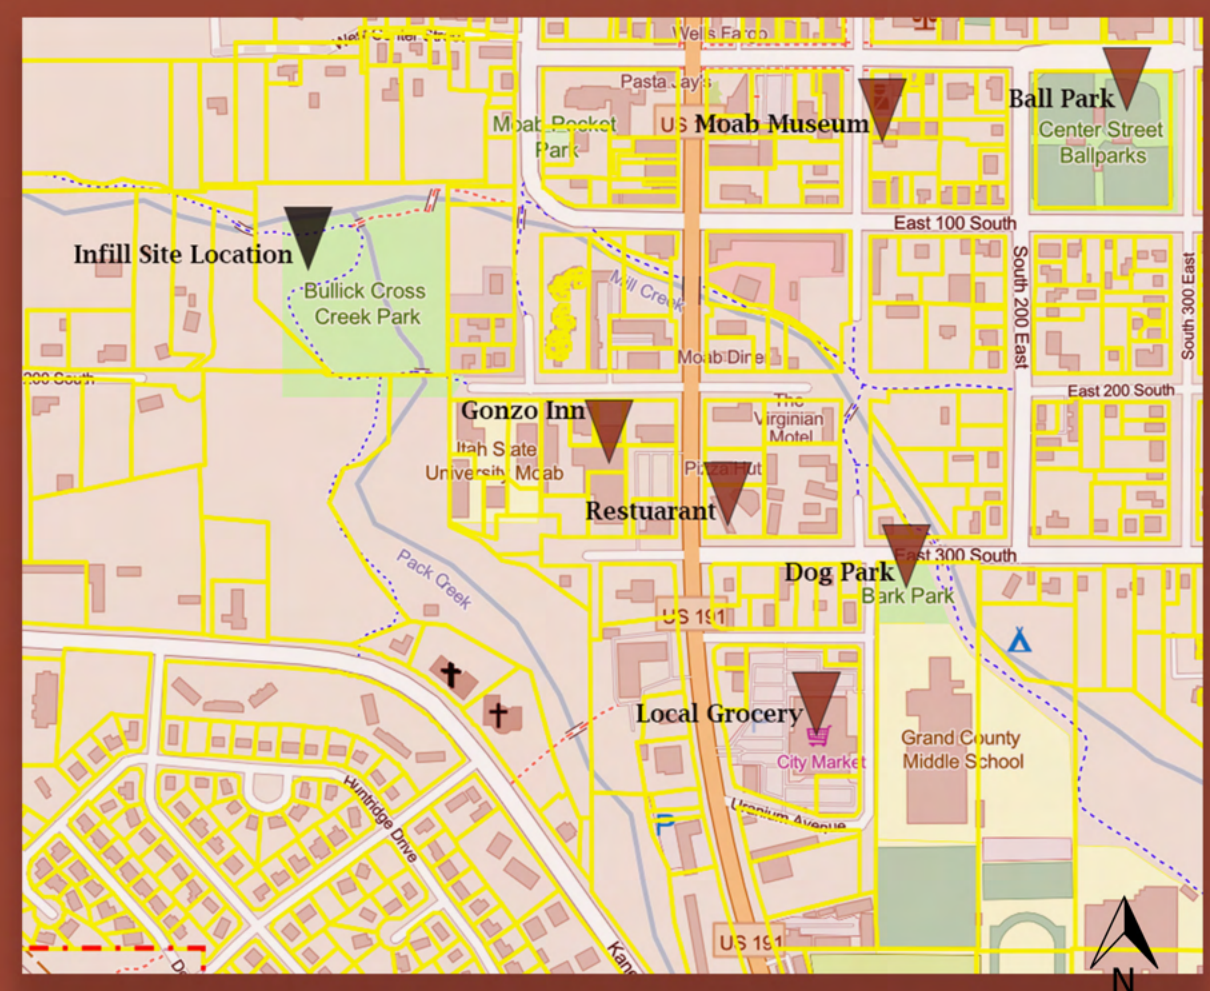 Wells Fargo
Pasta Jay's
Ball Park
Moab Rocket
Park
US
Moab Museum
Center Street
Ballparks
East 100 South
Infill Site Location
Bullick Cross
Creek Park
Mill Creek
South 200 East
South 300 East
Moab Dine
200 South
East 200 South
The
Virginian
Motel
Gonzo Inn
Utah State
University Moab
Pizza Hut
Restuarant
East 300 South
Dog Park
Bark Park
Pack Creek
US 191
Local Grocery
City Market
Grand County
Middle School
Huntridge Drive
Uranium Avenue
P
US 191
Kane
N